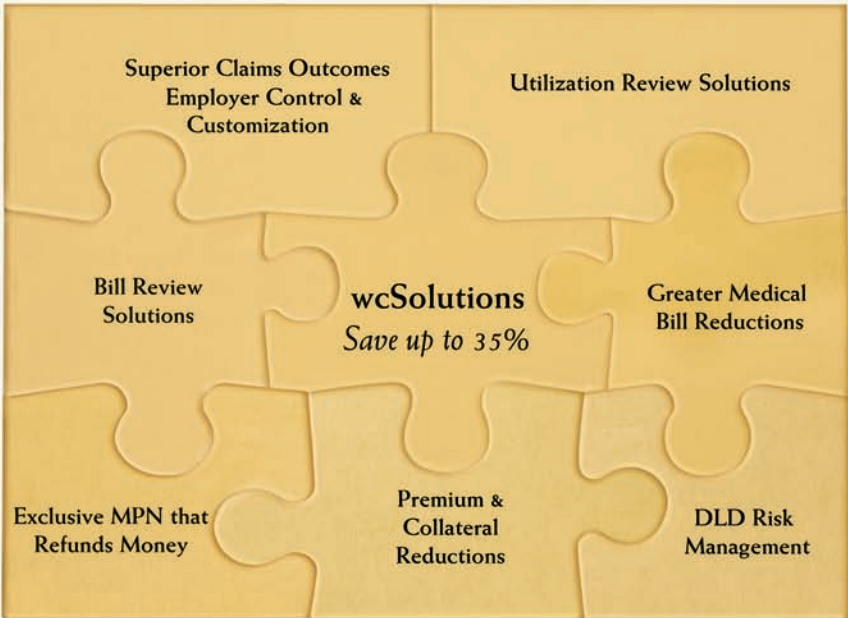 Superior Claims Outcomes
Employer Control &
Customization
Utilization Review Solutions
Bill Review
Solutions
wcSolutions
Save up to 35%
Greater Medical
Bill Reductions
Exclusive MPN that
Refunds Money
Premium &
Collateral
Reductions
DLD Risk
Management